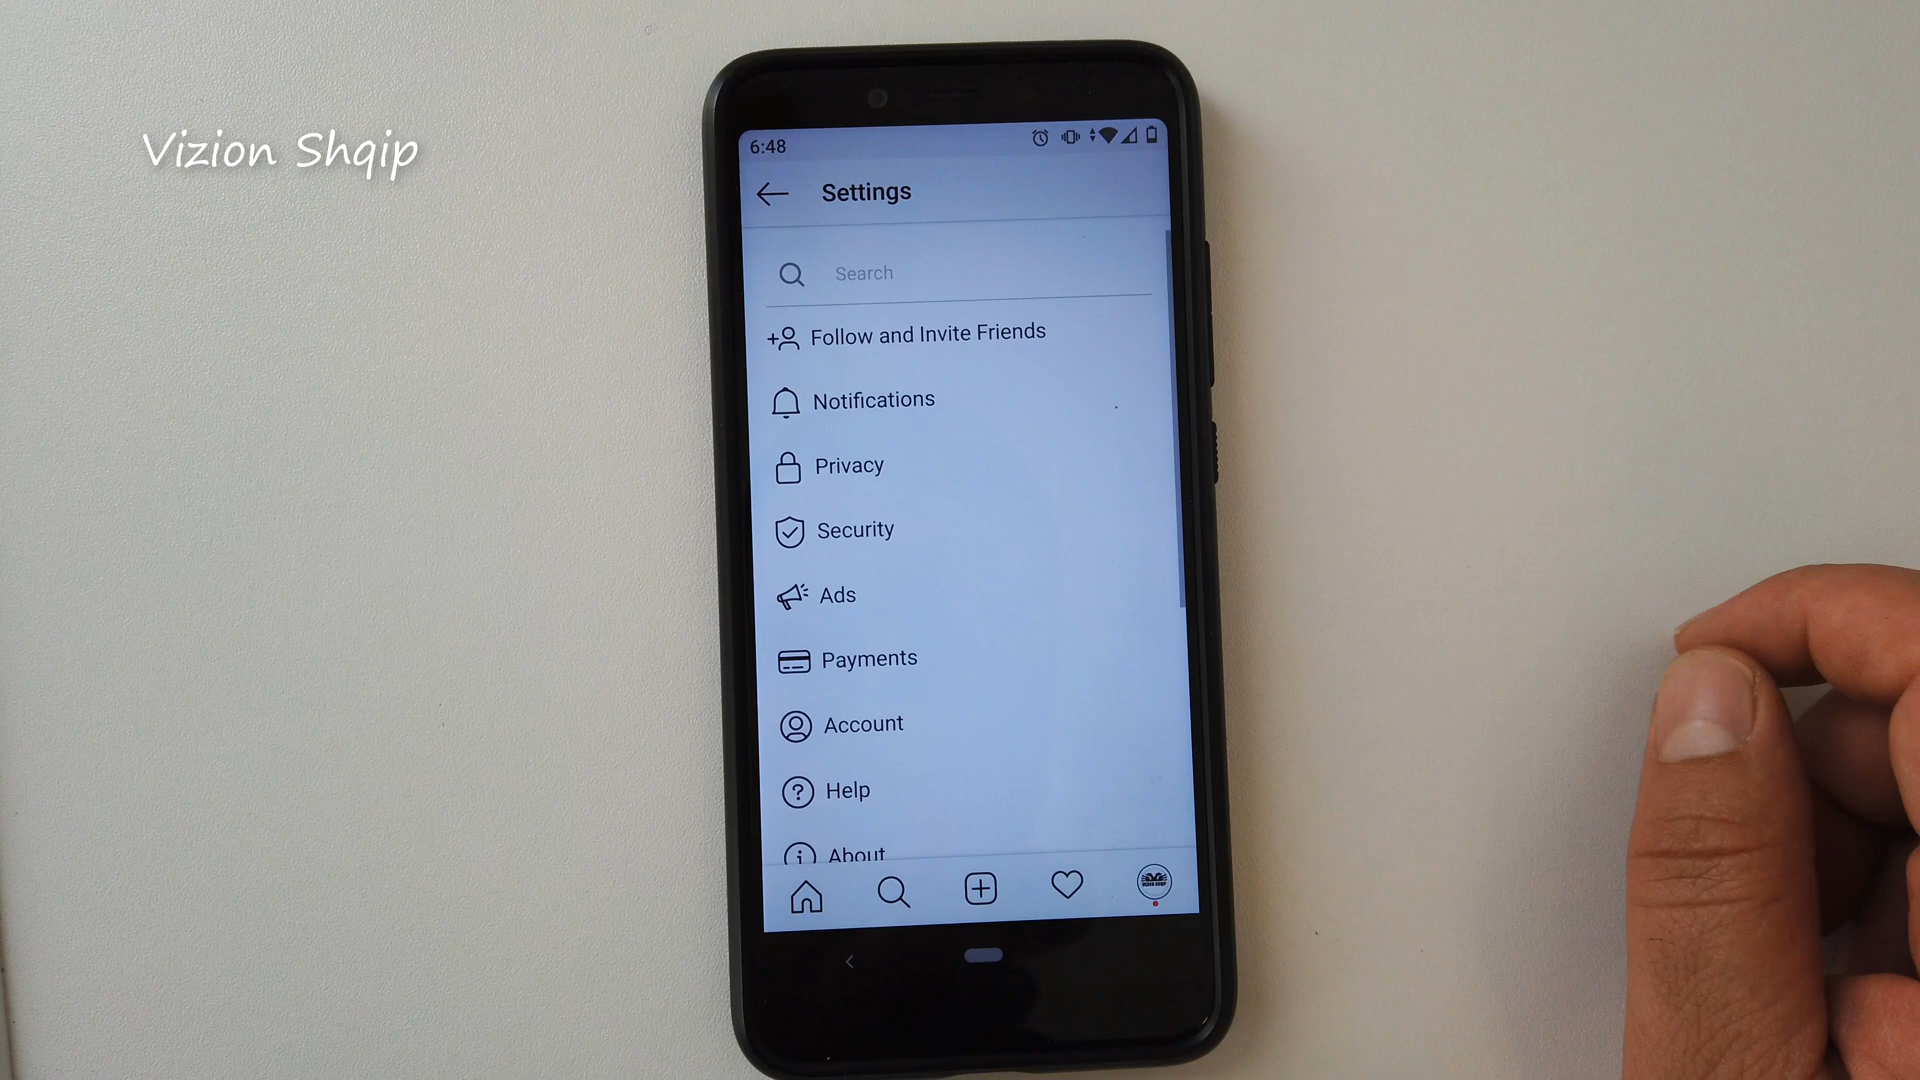 Vizion Shqip
6:48
Settings
Search
Follow and Invite Friends
Notifications
Privacy
Security
Ads
Payments
Account
Help
About